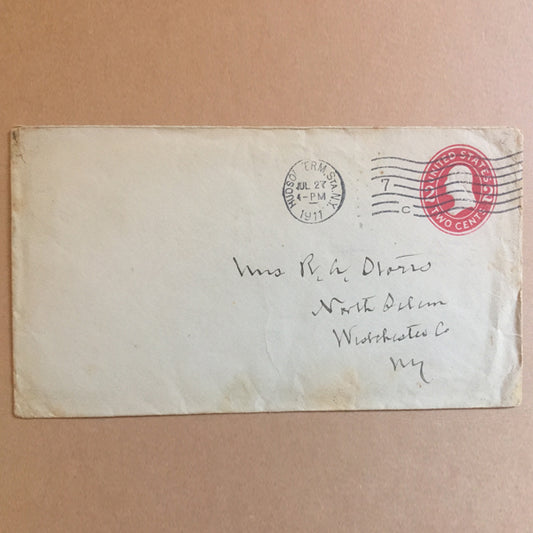 HUDSON TERM. STA. N.Y.
JUL 27
4-PM
1911
7
C
UNITED STATES
TWO CENTS
Mrs R. A.
North Salem
Westchester Co
NY